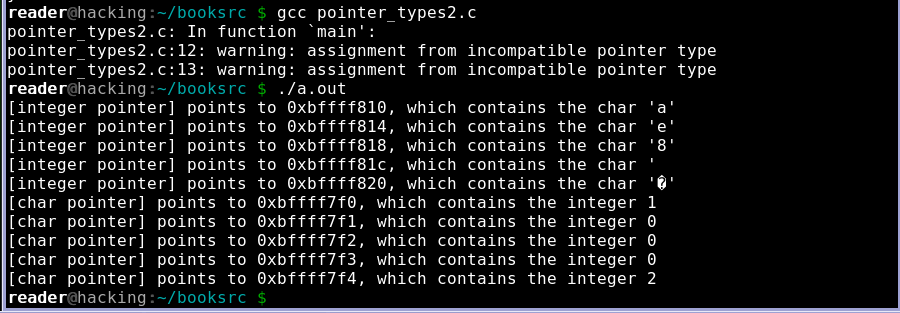 reader@hacking:~/booksrc $ gcc pointer_types2.c
pointer_types2.c: In function `main':
pointer_types2.c:12: warning: assignment from incompatible pointer type
pointer_types2.c:13: warning: assignment from incompatible pointer type
reader@hacking:~/booksrc $ ./a.out
[integer pointer] points to 0xbffff810, which contains the char 'a'
[integer pointer] points to 0xbffff814, which contains the char 'e'
[integer pointer] points to 0xbffff818, which contains the char '8'
[integer pointer] points to 0xbffff81c, which contains the char '
[integer pointer] points to 0xbffff820, which contains the char '�'
[char pointer] points to 0xbffff7f0, which contains the integer 1
[char pointer] points to 0xbffff7f1, which contains the integer 0
[char pointer] points to 0xbffff7f2, which contains the integer 0
[char pointer] points to 0xbffff7f3, which contains the integer 0
[char pointer] points to 0xbffff7f4, which contains the integer 2
reader@hacking:~/booksrc $